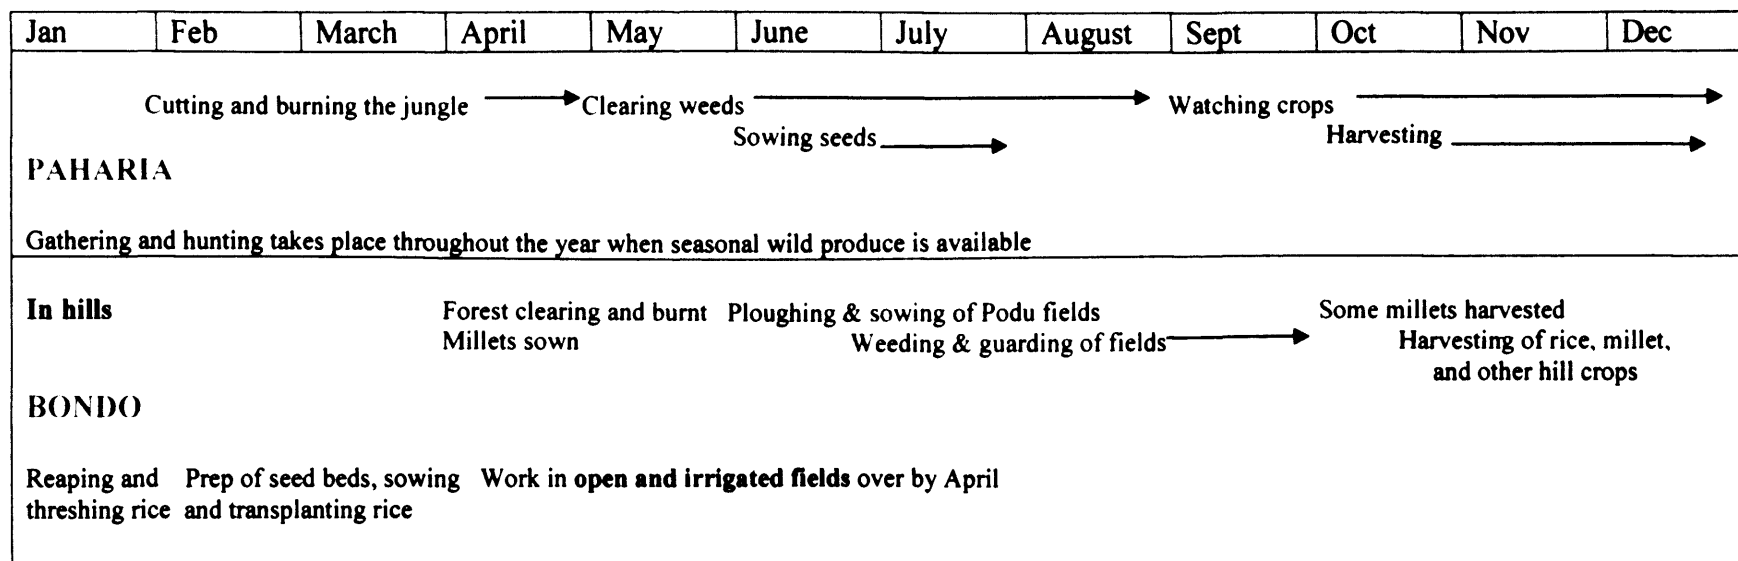 Jan Feb March April May June July August Sept Oct Nov Dec
Cutting and burning the jungle Clearing weeds Watching crops
Sowing seeds Harvesting
PAHARIA
Gathering and hunting takes place throughout the year when seasonal wild produce is available
In hills Forest clearing and burnt Ploughing & sowing of Podu fields Some millets harvested
Millets sown Weeding & guarding of fields Harvesting of rice, millet,
and other hill crops
BONDO
Reaping and Prep of seed beds, sowing Work in open and irrigated fields over by April
threshing rice and transplanting rice